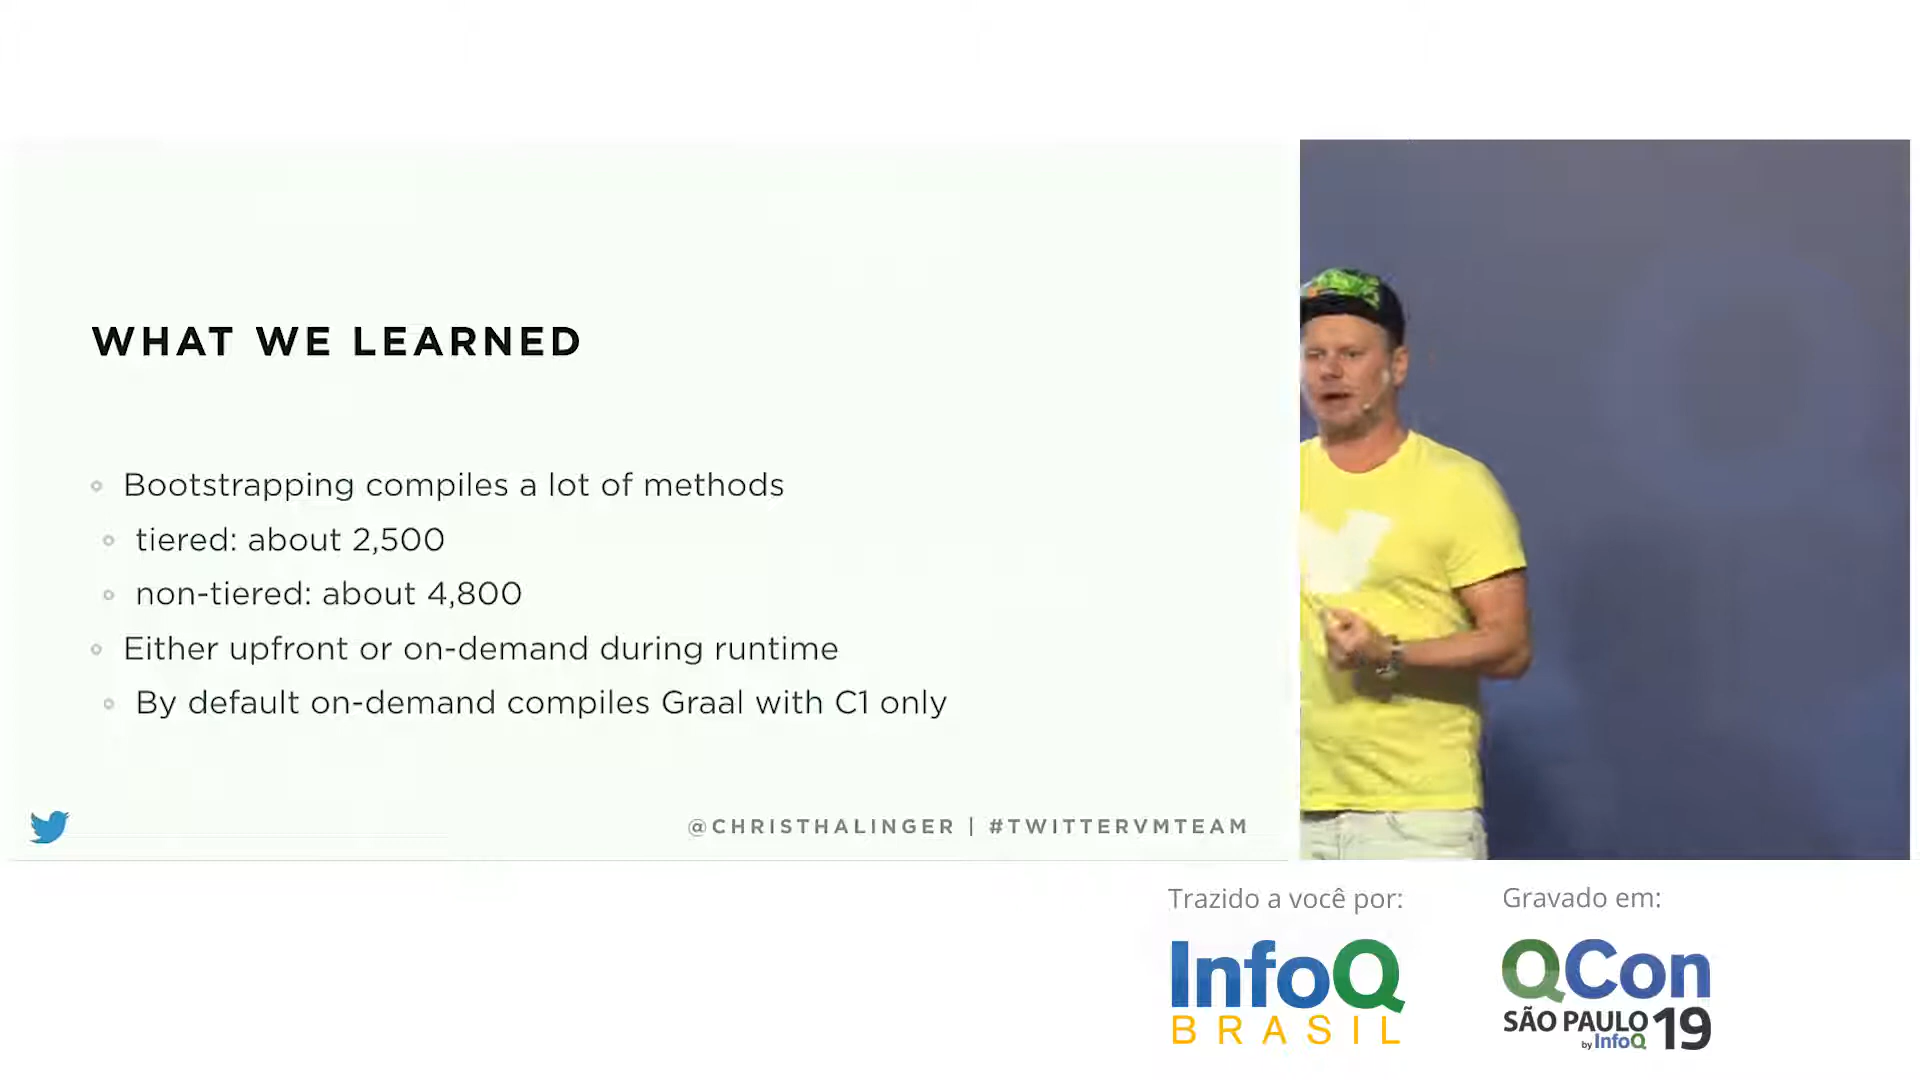 WHAT WE LEARNED
Bootstrapping compiles a lot of methods
tiered: about 2,500
non-tiered: about 4,800
Either upfront or on-demand during runtime
By default on-demand compiles Graal with C1 only
@CHRISTHALINGER | #TWITTERVMTEAM
Trazido a você por:
InfoQ
BRASIL
Gravado em:
QCon
SÃO PAULO 19
by InfoQ